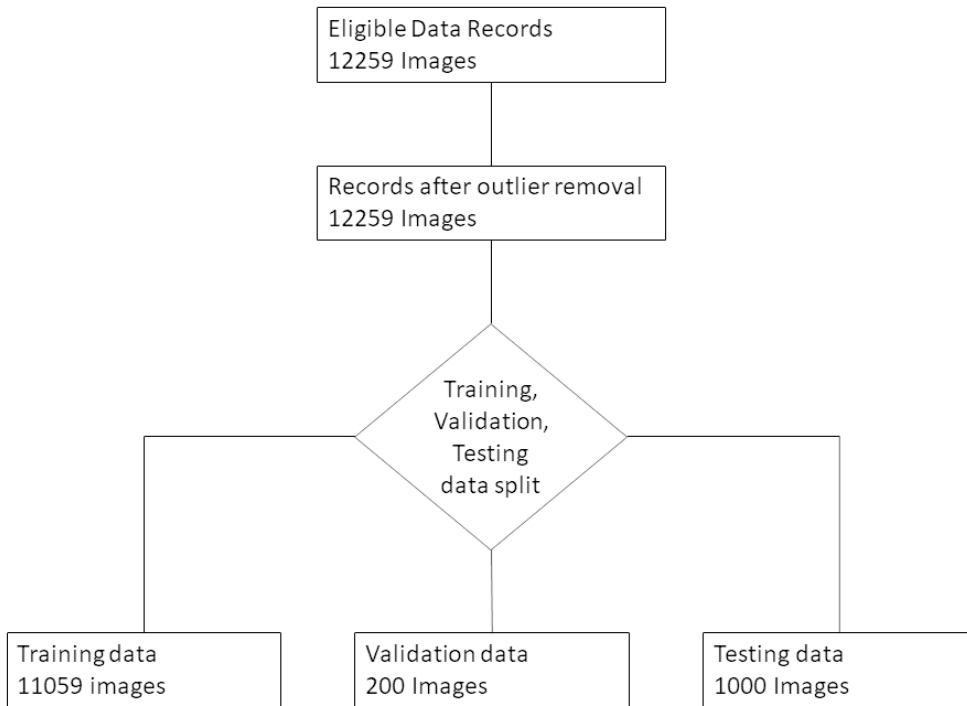 Eligible Data Records
12259 Images
Records after outlier removal
12259 Images
Training,
Validation,
Testing
data split
Training data
11059 images
Validation data
200 Images
Testing data
1000 Images